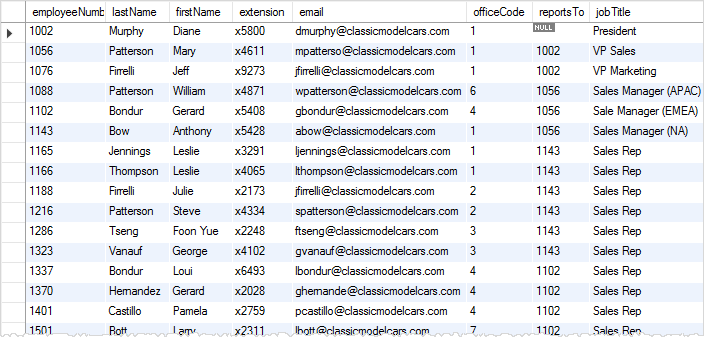 employeeNumb lastName firstName extension email officeCode reportsTo jobTitle
1002 Murphy Diane x5800 dmurphy@classicmodelcars.com 1 NULL President
1056 Patterson Mary x4611 mpatterso@classicmodelcars.com 1 1002 VP Sales
1076 Firrelli Jeff x9273 jfirrelli@classicmodelcars.com 1 1002 VP Marketing
1088 Patterson William x4871 wpatterson@classicmodelcars.com 6 1056 Sales Manager (APAC)
1102 Bondur Gerard x5408 gbondur@classicmodelcars.com 4 1056 Sale Manager (EMEA)
1143 Bow Anthony x5428 abow@classicmodelcars.com 1 1056 Sales Manager (NA)
1165 Jennings Leslie x3291 ljennings@classicmodelcars.com 1 1143 Sales Rep
1166 Thompson Leslie x4065 lthompson@classicmodelcars.com 1 1143 Sales Rep
1188 Firrelli Julie x2173 jfirrelli@classicmodelcars.com 2 1143 Sales Rep
1216 Patterson Steve x4334 spatterson@classicmodelcars.com 2 1143 Sales Rep
1286 Tseng Foon Yue x2248 ftseng@classicmodelcars.com 3 1143 Sales Rep
1323 Vanauf George x4102 gvanauf@classicmodelcars.com 3 1143 Sales Rep
1337 Bondur Loui x6493 lbondur@classicmodelcars.com 4 1102 Sales Rep
1370 Hernandez Gerard x2028 ghernande@classicmodelcars.com 4 1102 Sales Rep
1401 Castillo Pamela x2759 pcastillo@classicmodelcars.com 4 1102 Sales Rep
1501 Bott Larry x2311 lbott@classicmodelcars.com 7 1102 Sales Rep